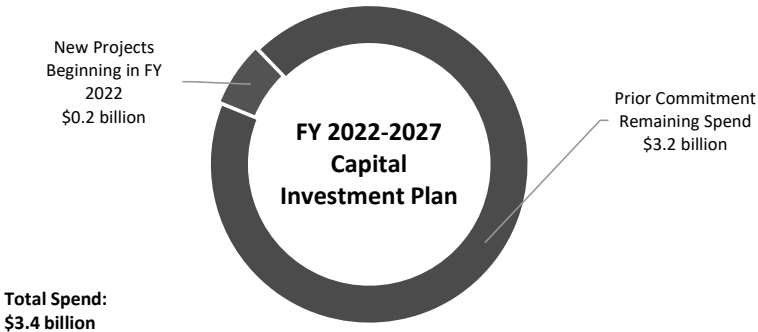 New Projects
Beginning in FY
2022
$0.2 billion
Prior Commitment
Remaining Spend
$3.2 billion
FY 2022-2027
Capital
Investment Plan
Total Spend:
$3.4 billion